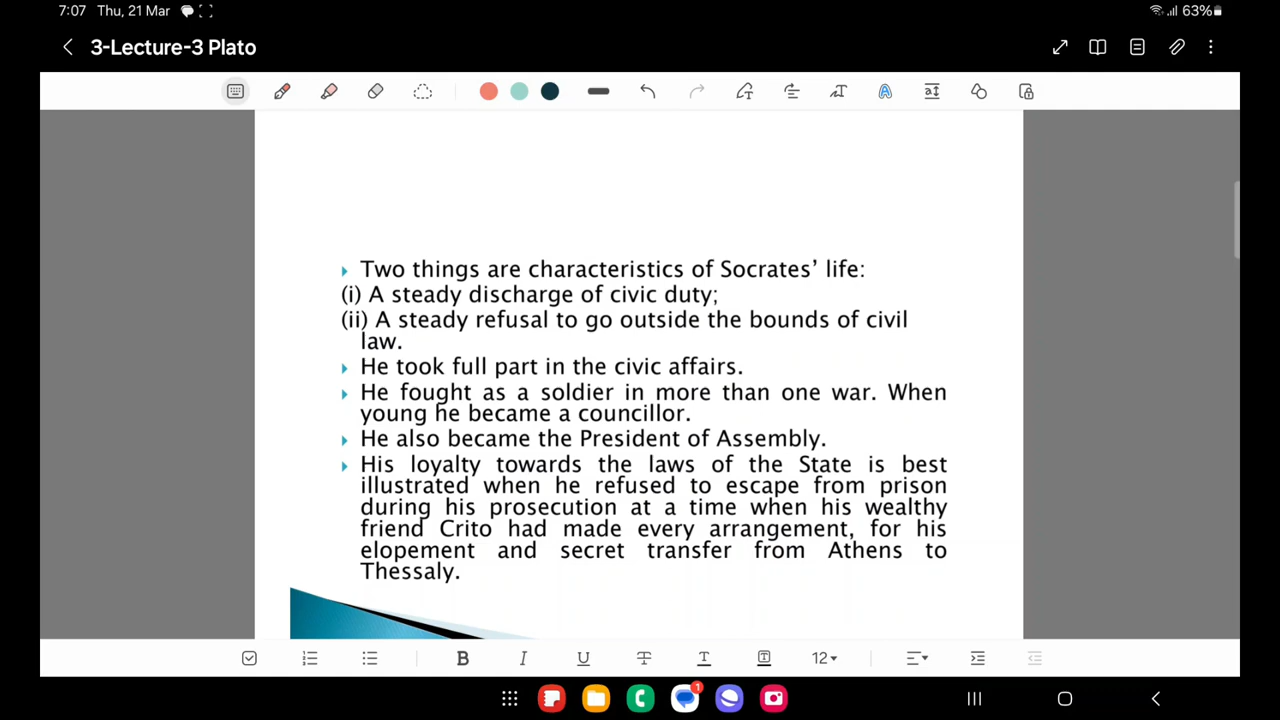 7:07 Thu, 21 Mar 63%
3-Lecture-3 Plato
Two things are characteristics of Socrates’ life:
(i) A steady discharge of civic duty;
(ii) A steady refusal to go outside the bounds of civil
law.
He took full part in the civic affairs.
He fought as a soldier in more than one war. When
young he became a councillor.
He also became the President of Assembly.
His loyalty towards the laws of the State is best
illustrated when he refused to escape from prison
during his prosecution at a time when his wealthy
friend Crito had made every arrangement, for his
elopement and secret transfer from Athens to
Thessaly.
B I U T T T 12
1